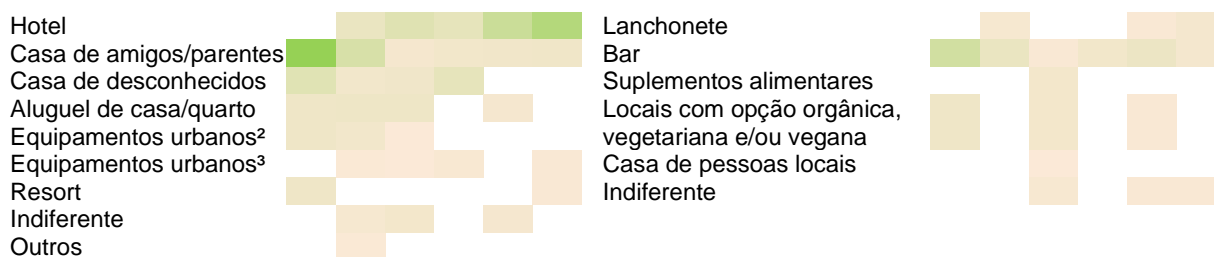 Hotel
Casa de amigos/parentes
Casa de desconhecidos
Aluguel de casa/quarto
Equipamentos urbanos²
Equipamentos urbanos³
Resort
Indiferente
Outros
Lanchonete
Bar
Suplementos alimentares
Locais com opção orgânica,
vegetariana e/ou vegana
Casa de pessoas locais
Indiferente